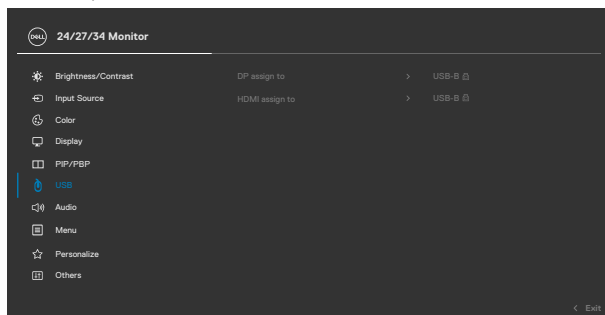 DELL 24/27/34 Monitor
Brightness/Contrast DP assign to > USB-B
Input Source HDMI assign to > USB-B
Color
Display
PIP/PBP
USB
Audio
Menu
Personalize
Others
< Exit